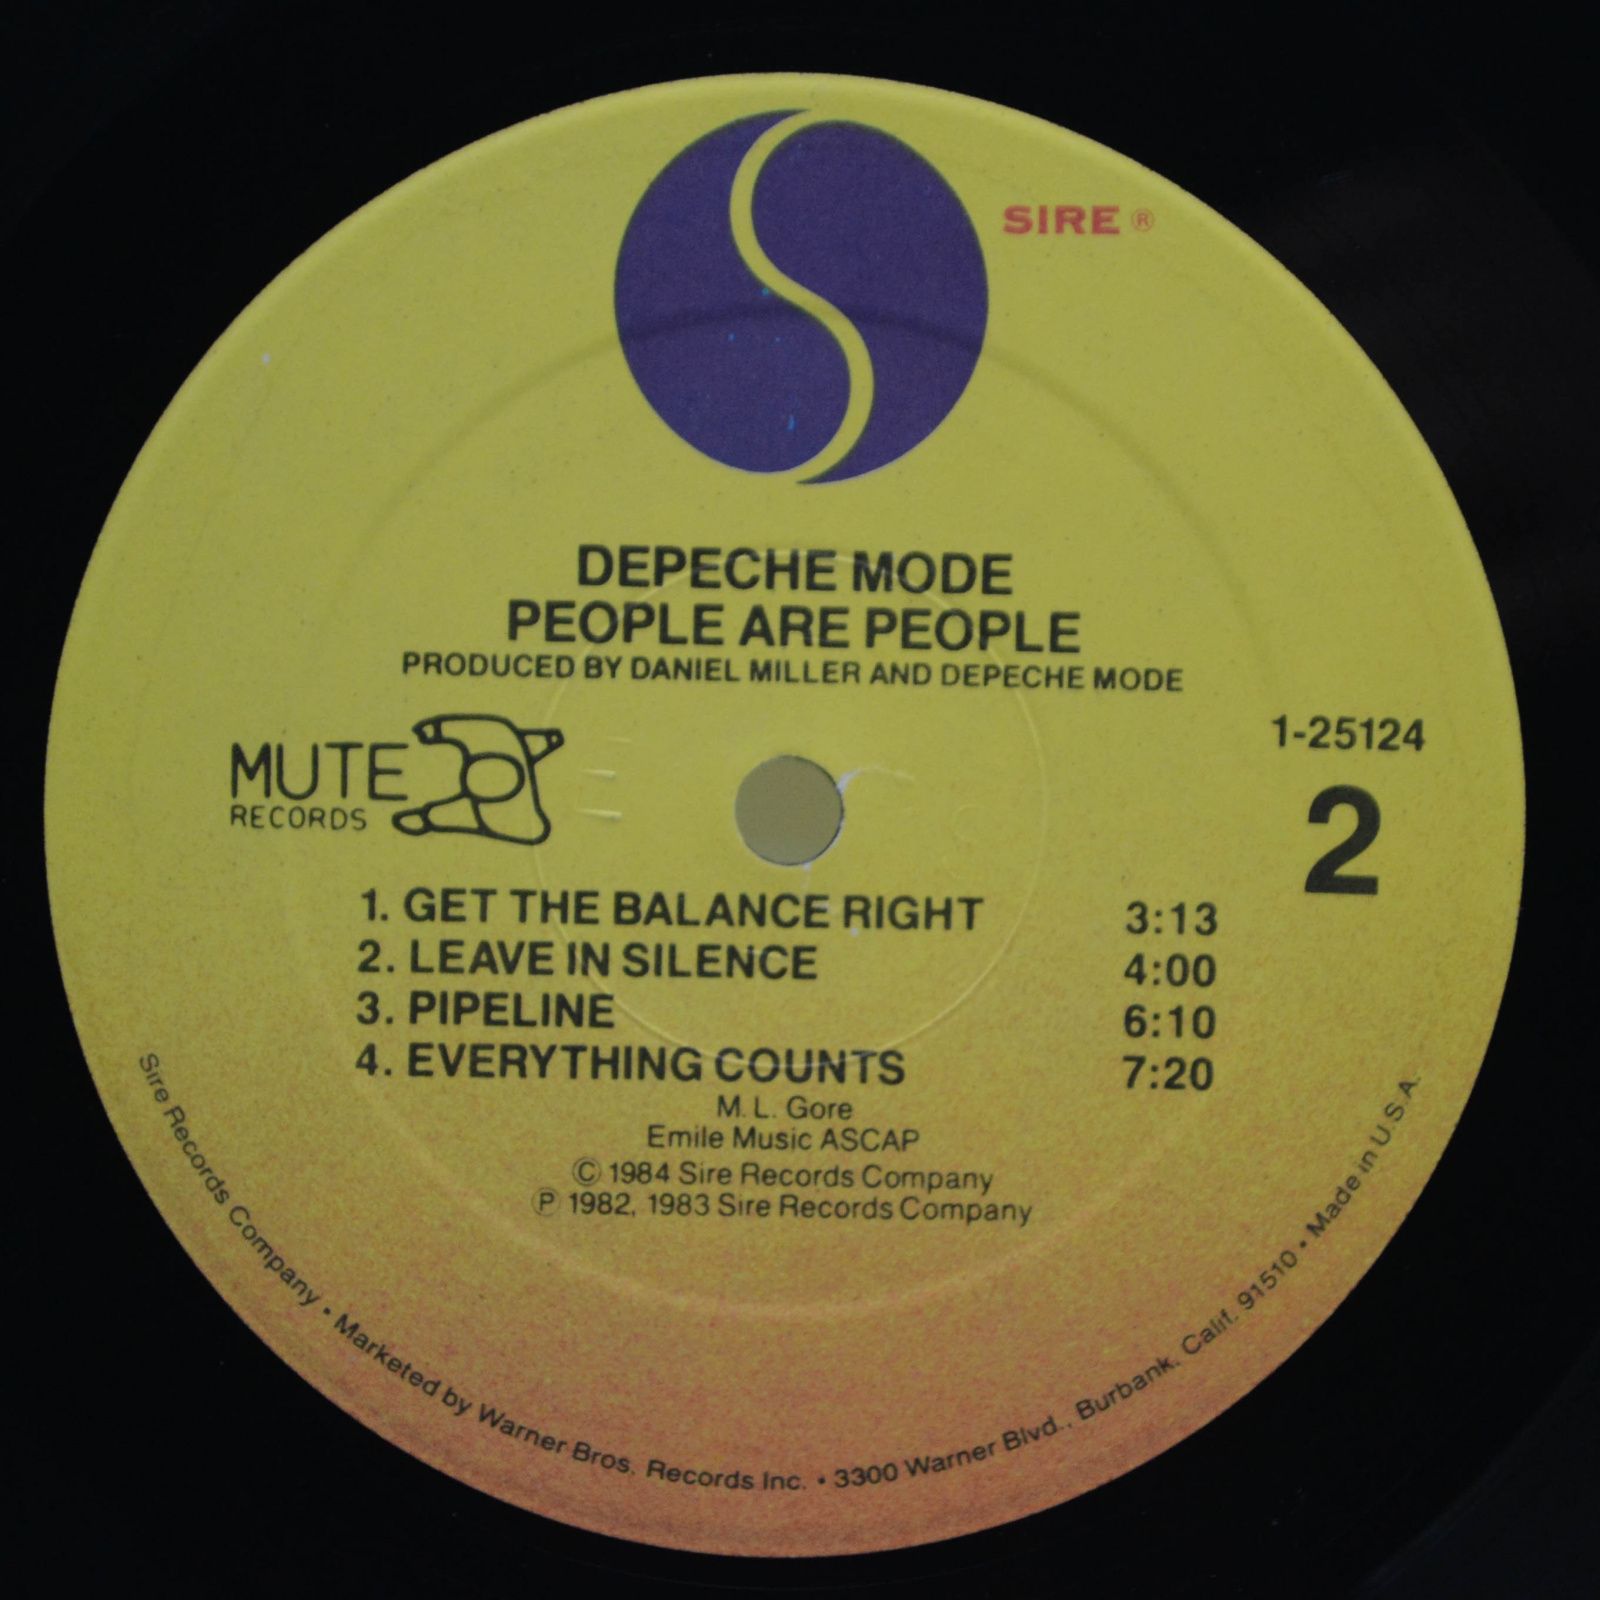 SIRE ®
DEPECHE MODE
PEOPLE ARE PEOPLE
PRODUCED BY DANIEL MILLER AND DEPECHE MODE
MUTE
RECORDS
1-25124
2
1. GET THE BALANCE RIGHT 3:13
2. LEAVE IN SILENCE 4:00
3. PIPELINE 6:10
4. EVERYTHING COUNTS 7:20
M. L. Gore
Emile Music ASCAP
© 1984 Sire Records Company
℗ 1982, 1983 Sire Records Company
Sire Records Company • Marketed by Warner Bros. Records Inc. • 3300 Warner Blvd., Burbank, Calif. 91510 • Made in U.S.A.